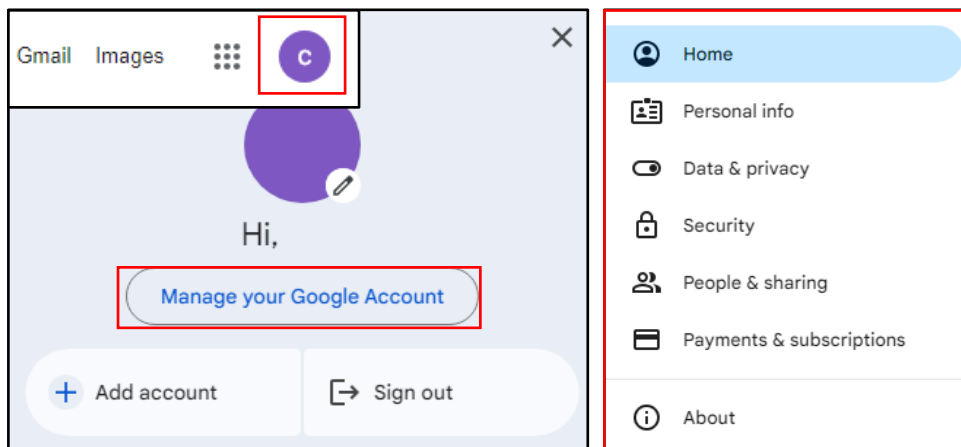 Gmail Images C
Hi,
Manage your Google Account
Add account Sign out
Home
Personal info
Data & privacy
Security
People & sharing
Payments & subscriptions
About